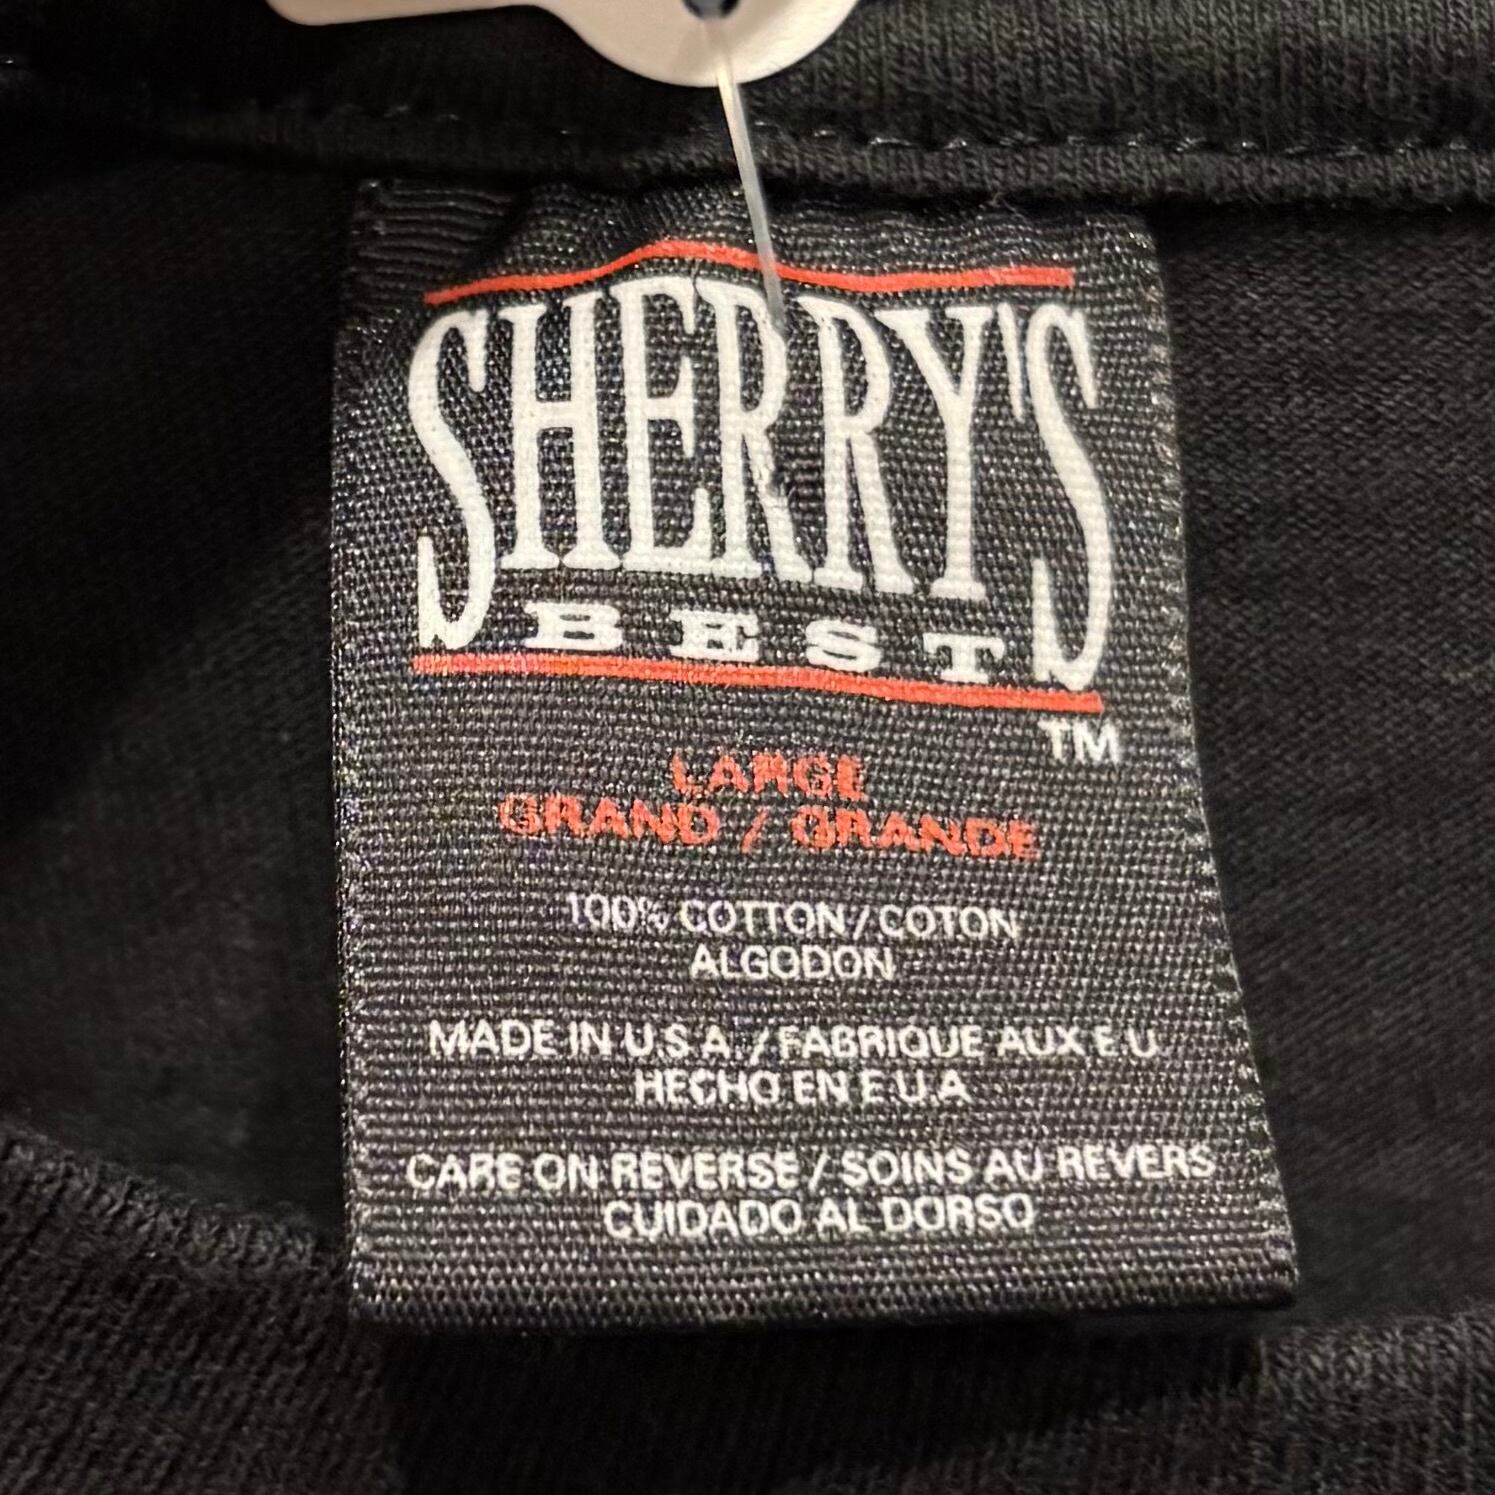 SHERRY'S
BEST
TM
LARGE
GRAND / GRANDE
100% COTTON / COTON
ALGODON
MADE IN U.S.A. / FABRIQUE AUX E.U.
HECHO EN E.U.A
CARE ON REVERSE / SOINS AU REVERS
CUIDADO AL DORSO